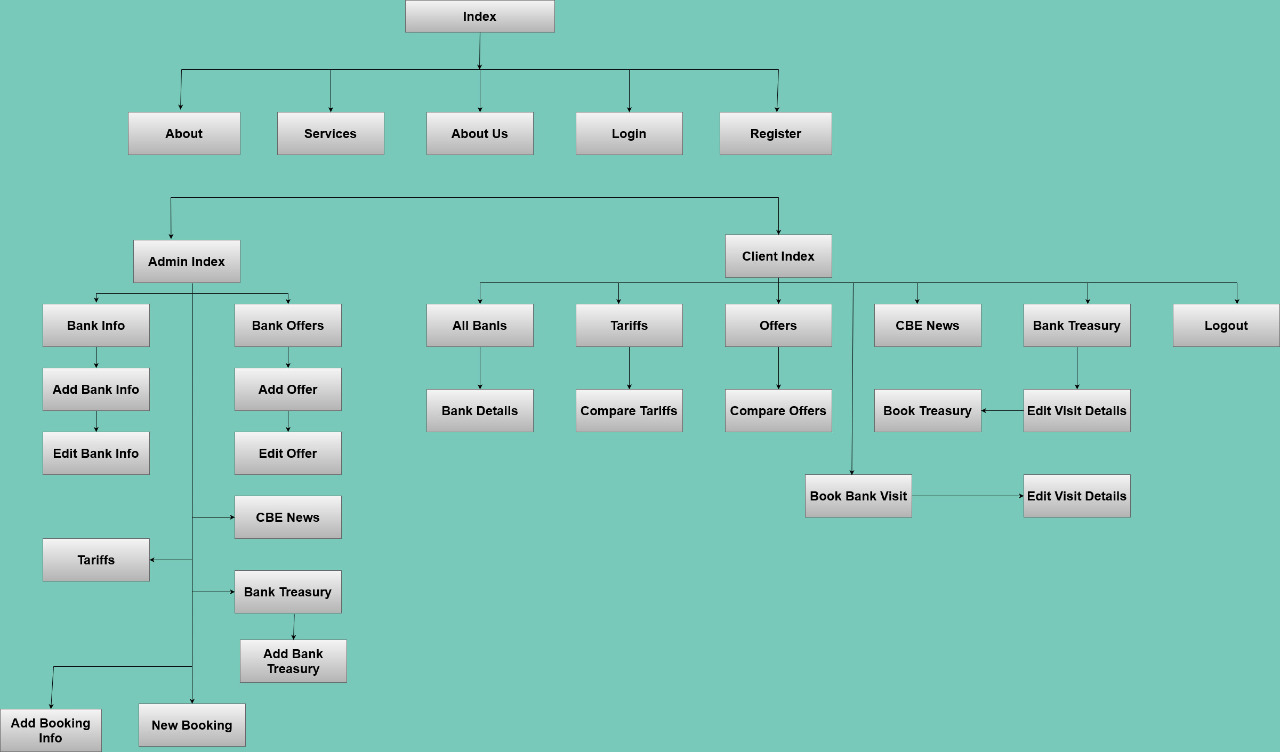 Index
About
Services
About Us
Login
Register
Admin Index
Client Index
Bank Info
Bank Offers
All Banls
Tariffs
Offers
CBE News
Bank Treasury
Logout
Add Bank Info
Add Offer
Bank Details
Compare Tariffs
Compare Offers
Book Treasury
Edit Visit Details
Edit Bank Info
Edit Offer
Book Bank Visit
Edit Visit Details
CBE News
Tariffs
Bank Treasury
Add Bank
Treasury
Add Booking
Info
New Booking